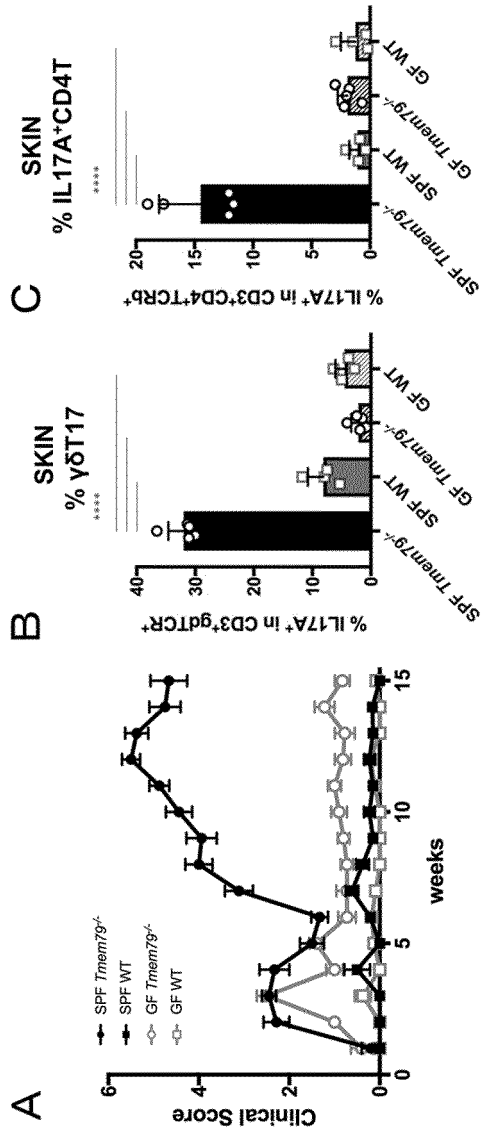 A
Clinical Score
6
4
2
0
0
5
10
15
weeks
SPF Tmem79-/-
SPF WT
GF Tmem79-/-
GF WT
B
SKIN
% γδT17
****
% IL17A+ in CD3+gdTCR+
40
30
20
10
0
SPF Tmem79-/-
SPF WT
GF Tmem79-/-
GF WT
C
SKIN
% IL17A+CD4T
****
% IL17A+ in CD3+CD4+TCRb+
20
15
10
5
0
SPF Tmem79-/-
SPF WT
GF Tmem79-/-
GF WT